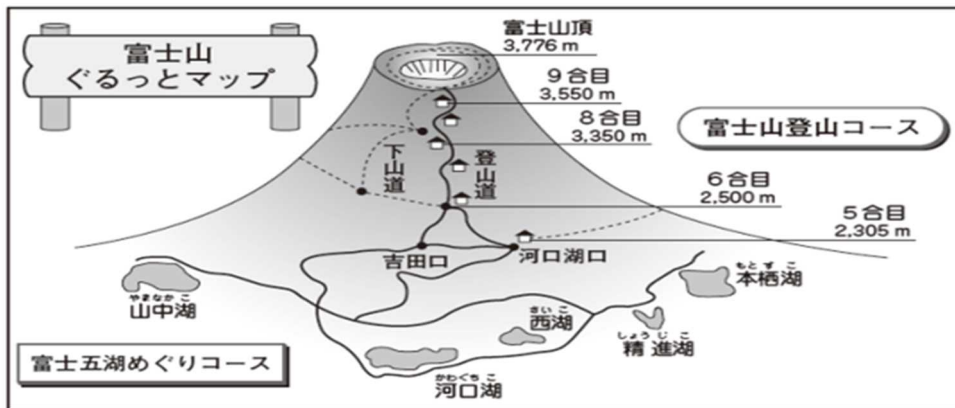 富士山
ぐるっとマップ
富士山頂
3,776 m
9合目
3,550 m
8合目
3,350 m
富士山登山コース
下山道
登山道
6合目
2,500 m
5合目
2,305 m
吉田口
河口湖口
やまなかこ
山中湖
もとすこ
本栖湖
さいこ
西湖
しょうじこ
精進湖
富士五湖めぐりコース
かわぐちこ
河口湖